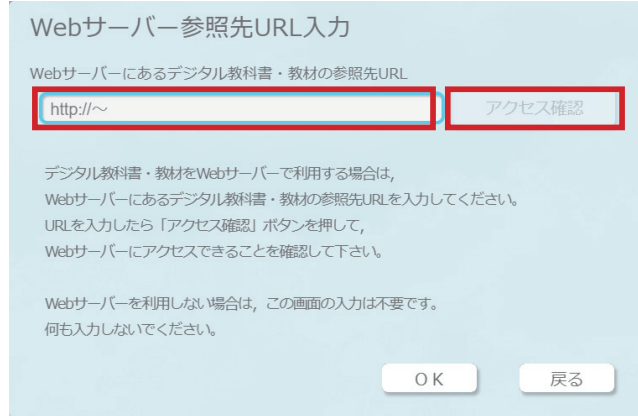 Webサーバー参照先URL入力
Webサーバーにあるデジタル教科書・教材の参照先URL
http://～
アクセス確認
デジタル教科書・教材をWebサーバーで利用する場合は，
Webサーバーにあるデジタル教科書・教材の参照先URLを入力してください。
URLを入力したら「アクセス確認」ボタンを押して，
Webサーバーにアクセスできることを確認して下さい。
Webサーバーを利用しない場合は，この画面の入力は不要です。
何も入力しないでください。
ＯＫ
戻る